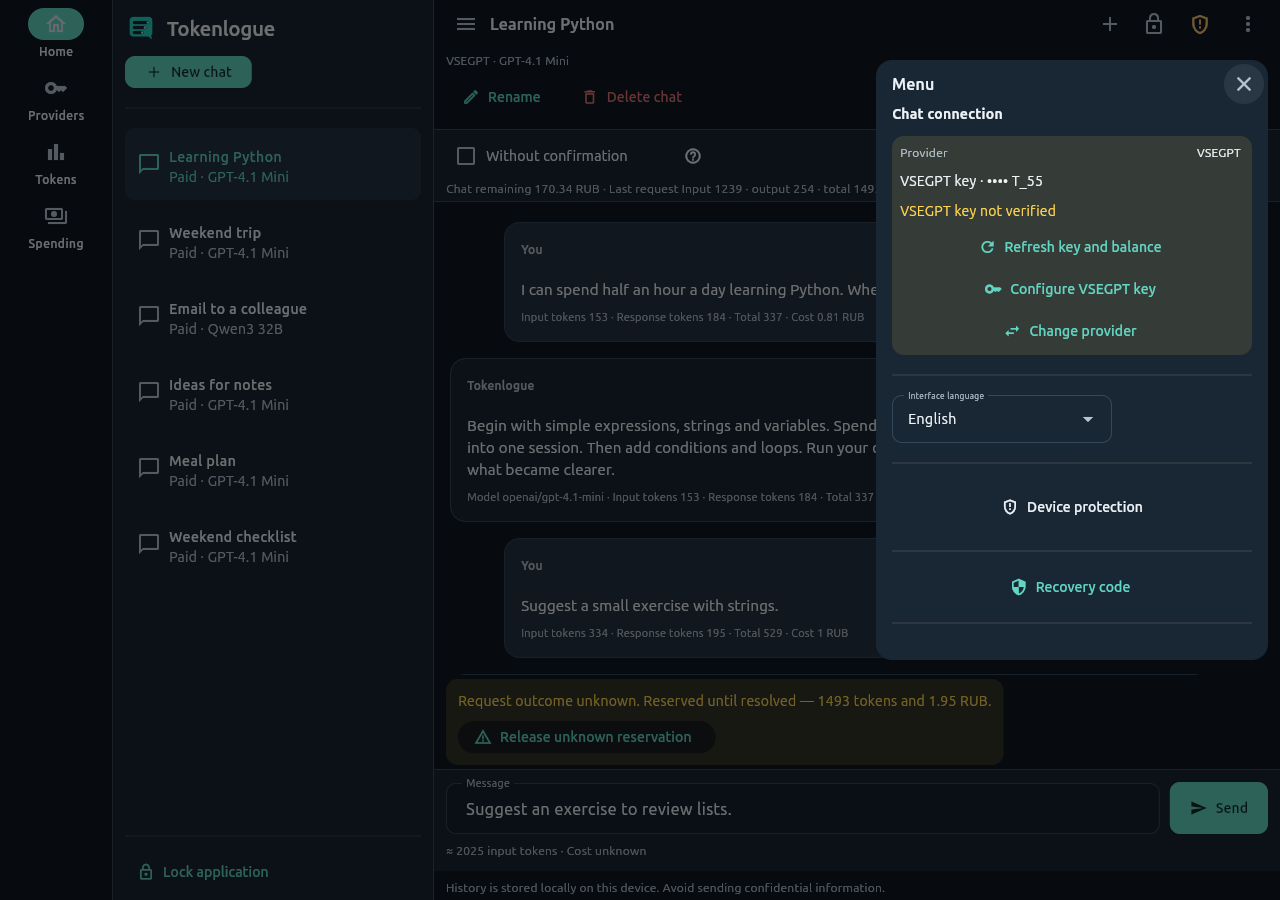 Home
Providers
Tokens
Spending
Tokenlogue
New chat
Learning Python
Paid · GPT-4.1 Mini
Weekend trip
Paid · GPT-4.1 Mini
Email to a colleague
Paid · Qwen3 32B
Ideas for notes
Paid · GPT-4.1 Mini
Meal plan
Paid · GPT-4.1 Mini
Weekend checklist
Paid · GPT-4.1 Mini
Lock application
Learning Python
VSEGPT · GPT-4.1 Mini
Rename
Delete chat
Without confirmation
Chat remaining 170.34 RUB · Last request Input 1239 · output 254 · total 149
You
I can spend half an hour a day learning Python. Whe
Input tokens 153 · Response tokens 184 · Total 337 · Cost 0.81 RUB
Tokenlogue
Begin with simple expressions, strings and variables. Spend
into one session. Then add conditions and loops. Run your c
what became clearer.
Model openai/gpt-4.1-mini · Input tokens 153 · Response tokens 184 · Total 337
You
Suggest a small exercise with strings.
Input tokens 334 · Response tokens 195 · Total 529 · Cost 1 RUB
Request outcome unknown. Reserved until resolved — 1493 tokens and 1.95 RUB.
Release unknown reservation
Message
Suggest an exercise to review lists.
Send
≈ 2025 input tokens · Cost unknown
History is stored locally on this device. Avoid sending confidential information.
Menu
Chat connection
Provider VSEGPT
VSEGPT key · •••• T_55
VSEGPT key not verified
Refresh key and balance
Configure VSEGPT key
Change provider
Interface language
English
Device protection
Recovery code